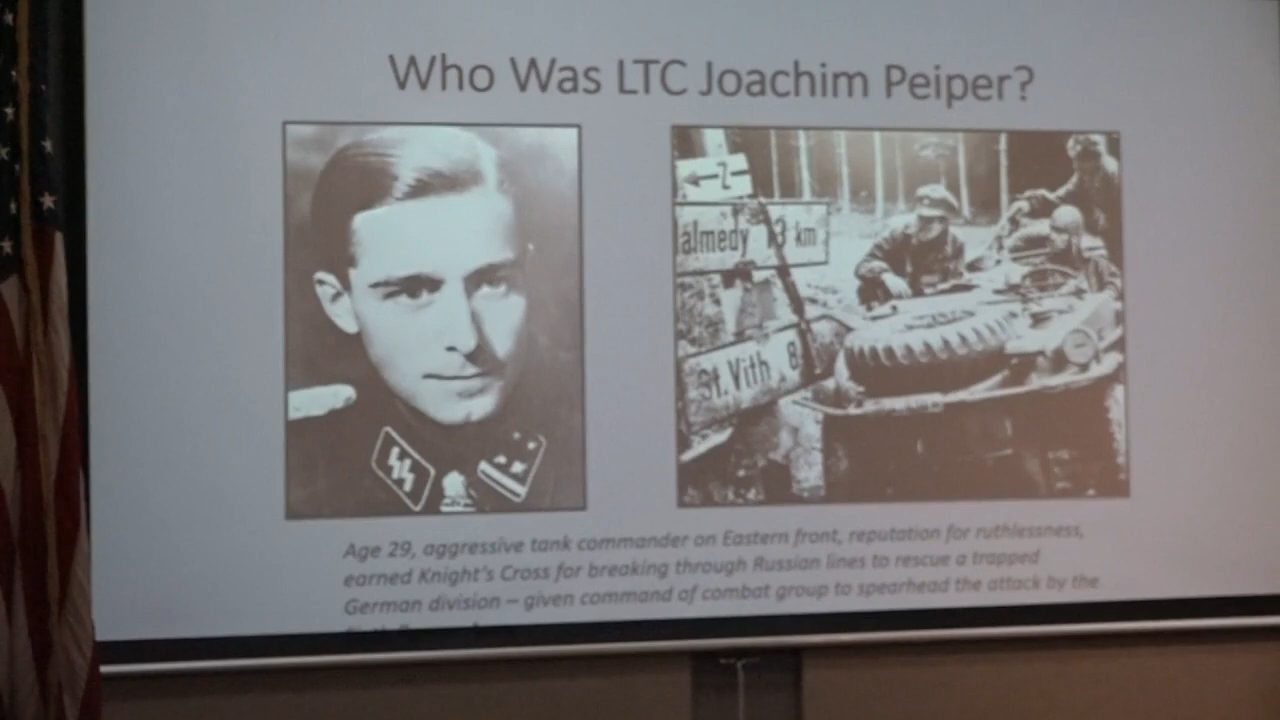 Who Was LTC Joachim Peiper?
Z
almedy 13 km
St. Vith 8
Age 29, aggressive tank commander on Eastern front, reputation for ruthlessness,
earned Knight's Cross for breaking through Russian lines to rescue a trapped
German division – given command of combat group to spearhead the attack by the